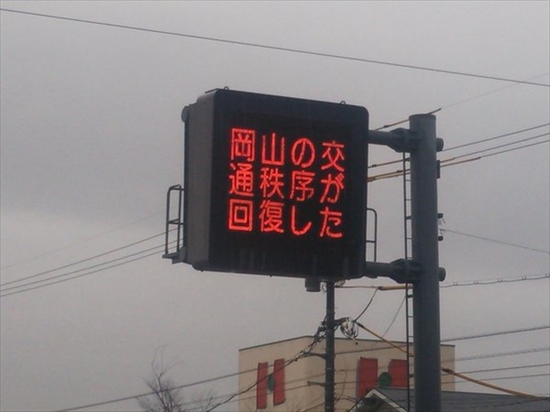 岡山の交
通秩序が
回復した